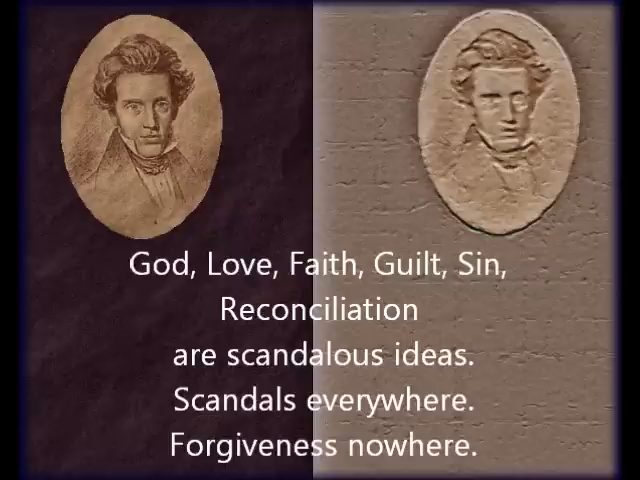 God, Love, Faith, Guilt, Sin,
Reconciliation
are scandalous ideas.
Scandals everywhere.
Forgiveness nowhere.